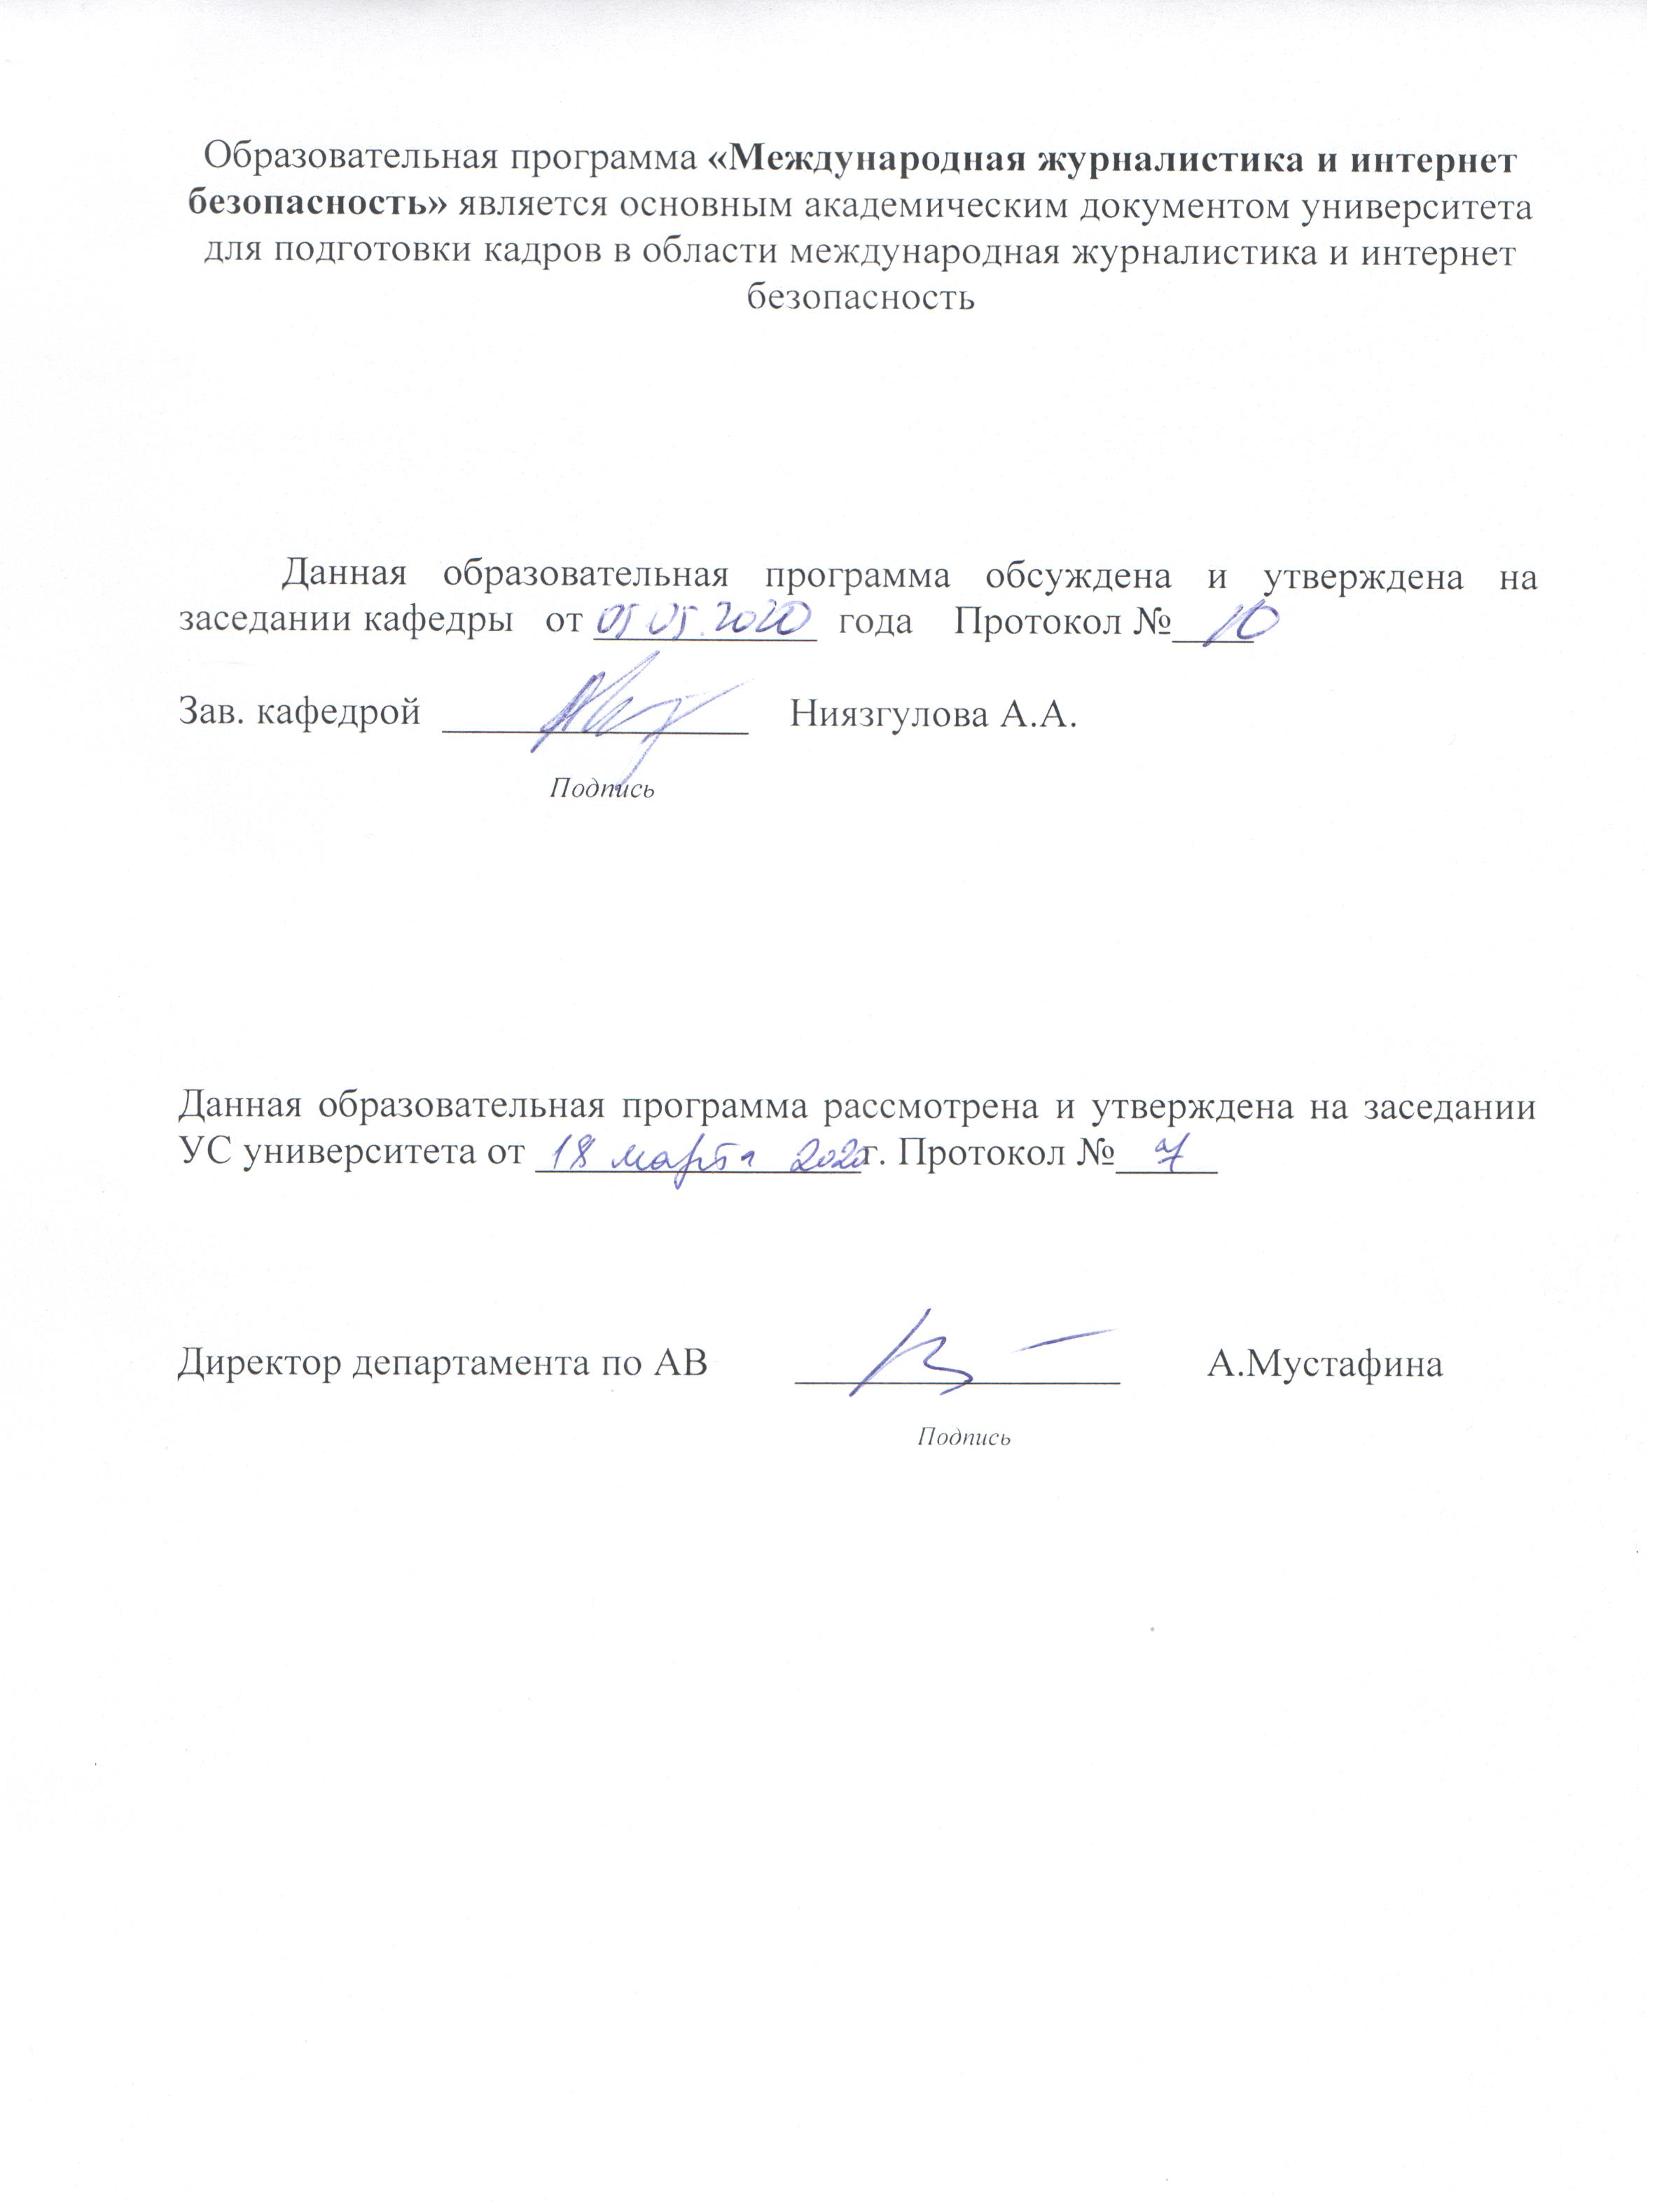 Образовательная программа «Международная журналистика и интернет
безопасность» является основным академическим документом университета
для подготовки кадров в области международная журналистика и интернет
безопасность
Данная образовательная программа обсуждена и утверждена на
заседании кафедры от 05 05. 2020 года Протокол № 10
Зав. кафедрой Ниязгулова А.А.
Подпись
Данная образовательная программа рассмотрена и утверждена на заседании
УС университета от 18 марта 2020г. Протокол № 7
Директор департамента по АВ А.Мустафина
Подпись